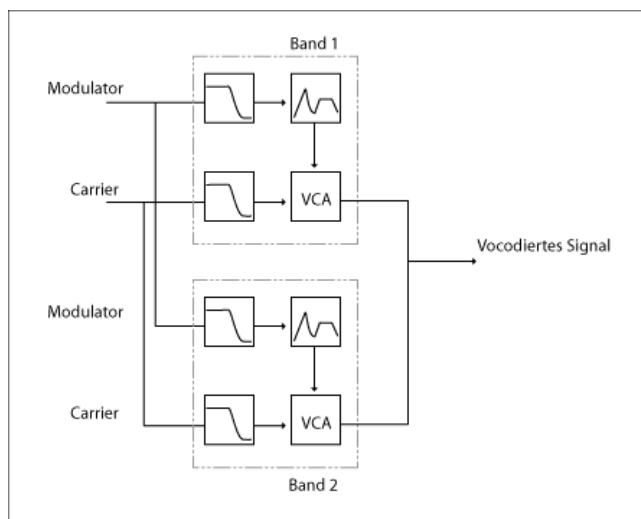 Band 1
Modulator
Carrier
VCA
Vocodiertes Signal
Modulator
Carrier
VCA
Band 2